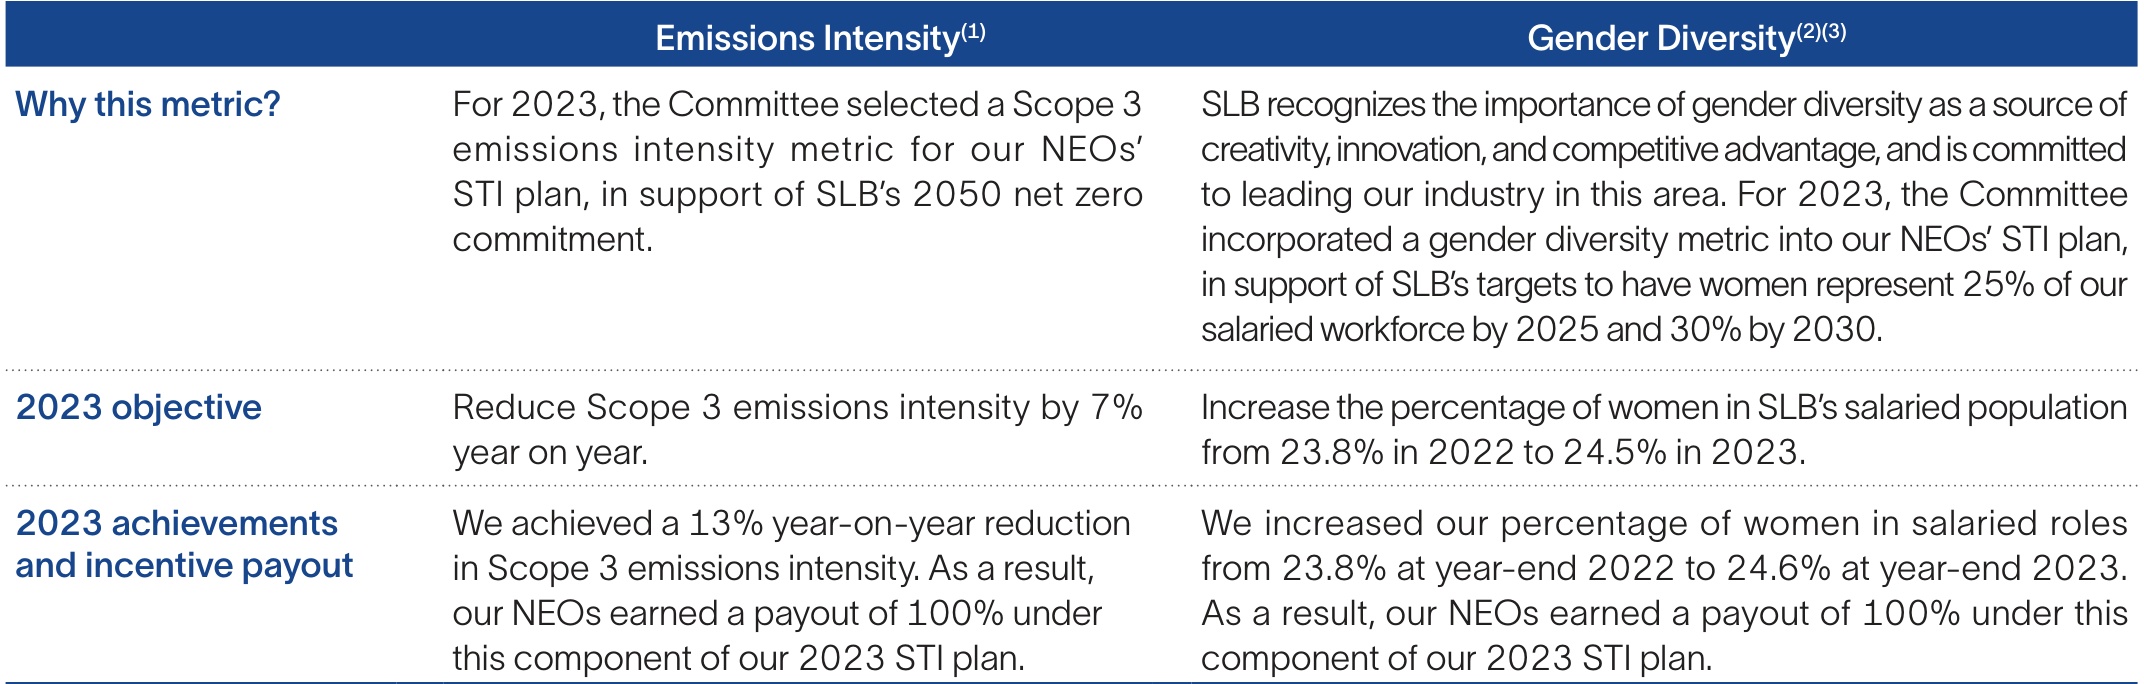 Emissions Intensity(1)
Gender Diversity(2)(3)
Why this metric?
For 2023, the Committee selected a Scope 3
emissions intensity metric for our NEOs’
STI plan, in support of SLB’s 2050 net zero
commitment.
SLB recognizes the importance of gender diversity as a source of
creativity, innovation, and competitive advantage, and is committed
to leading our industry in this area. For 2023, the Committee
incorporated a gender diversity metric into our NEOs’ STI plan,
in support of SLB’s targets to have women represent 25% of our
salaried workforce by 2025 and 30% by 2030.
2023 objective
Reduce Scope 3 emissions intensity by 7%
year on year.
Increase the percentage of women in SLB’s salaried population
from 23.8% in 2022 to 24.5% in 2023.
2023 achievements
and incentive payout
We achieved a 13% year-on-year reduction
in Scope 3 emissions intensity. As a result,
our NEOs earned a payout of 100% under
this component of our 2023 STI plan.
We increased our percentage of women in salaried roles
from 23.8% at year-end 2022 to 24.6% at year-end 2023.
As a result, our NEOs earned a payout of 100% under this
component of our 2023 STI plan.